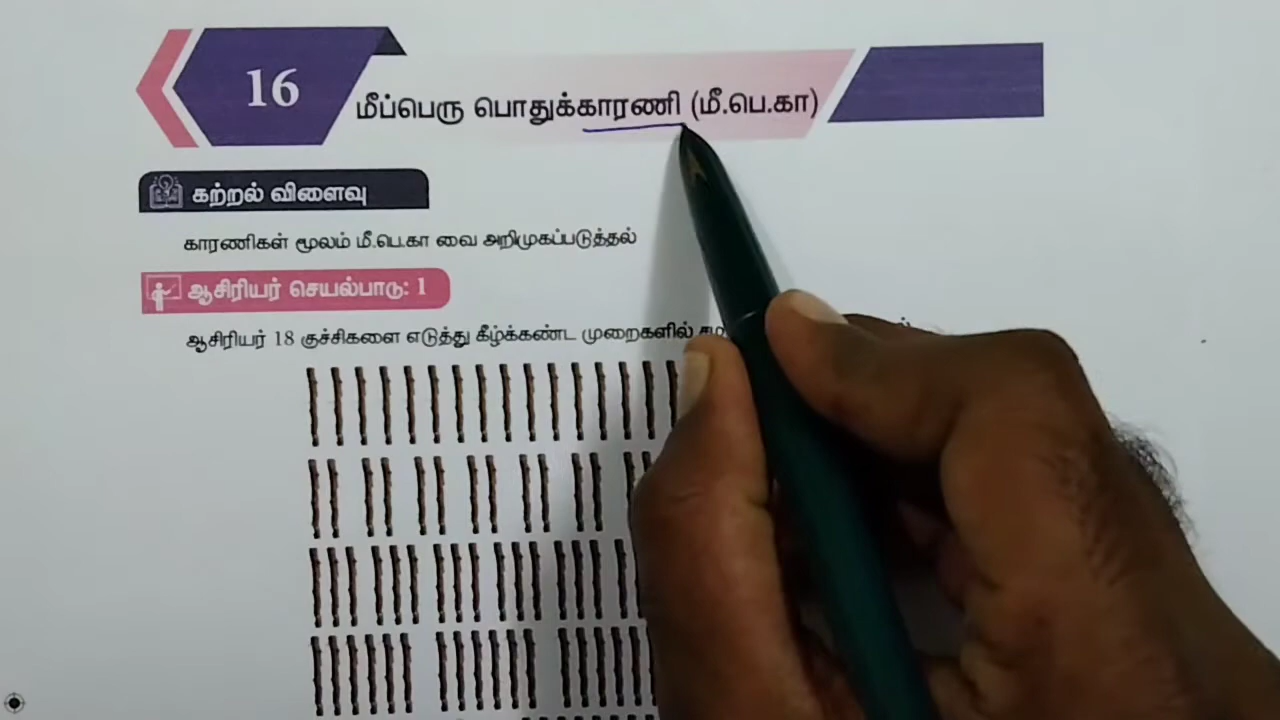 16
மீப்பெரு பொதுக்காரணி (மீ.பெ.கா)
கற்றல் விளைவு
காரணிகள் மூலம் மீ.பெ.கா வை அறிமுகப்படுத்தல்
ஆசிரியர் செயல்பாடு: 1
ஆசிரியர் 18 குச்சிகளை எடுத்து கீழ்க்கண்ட முறைகளில்